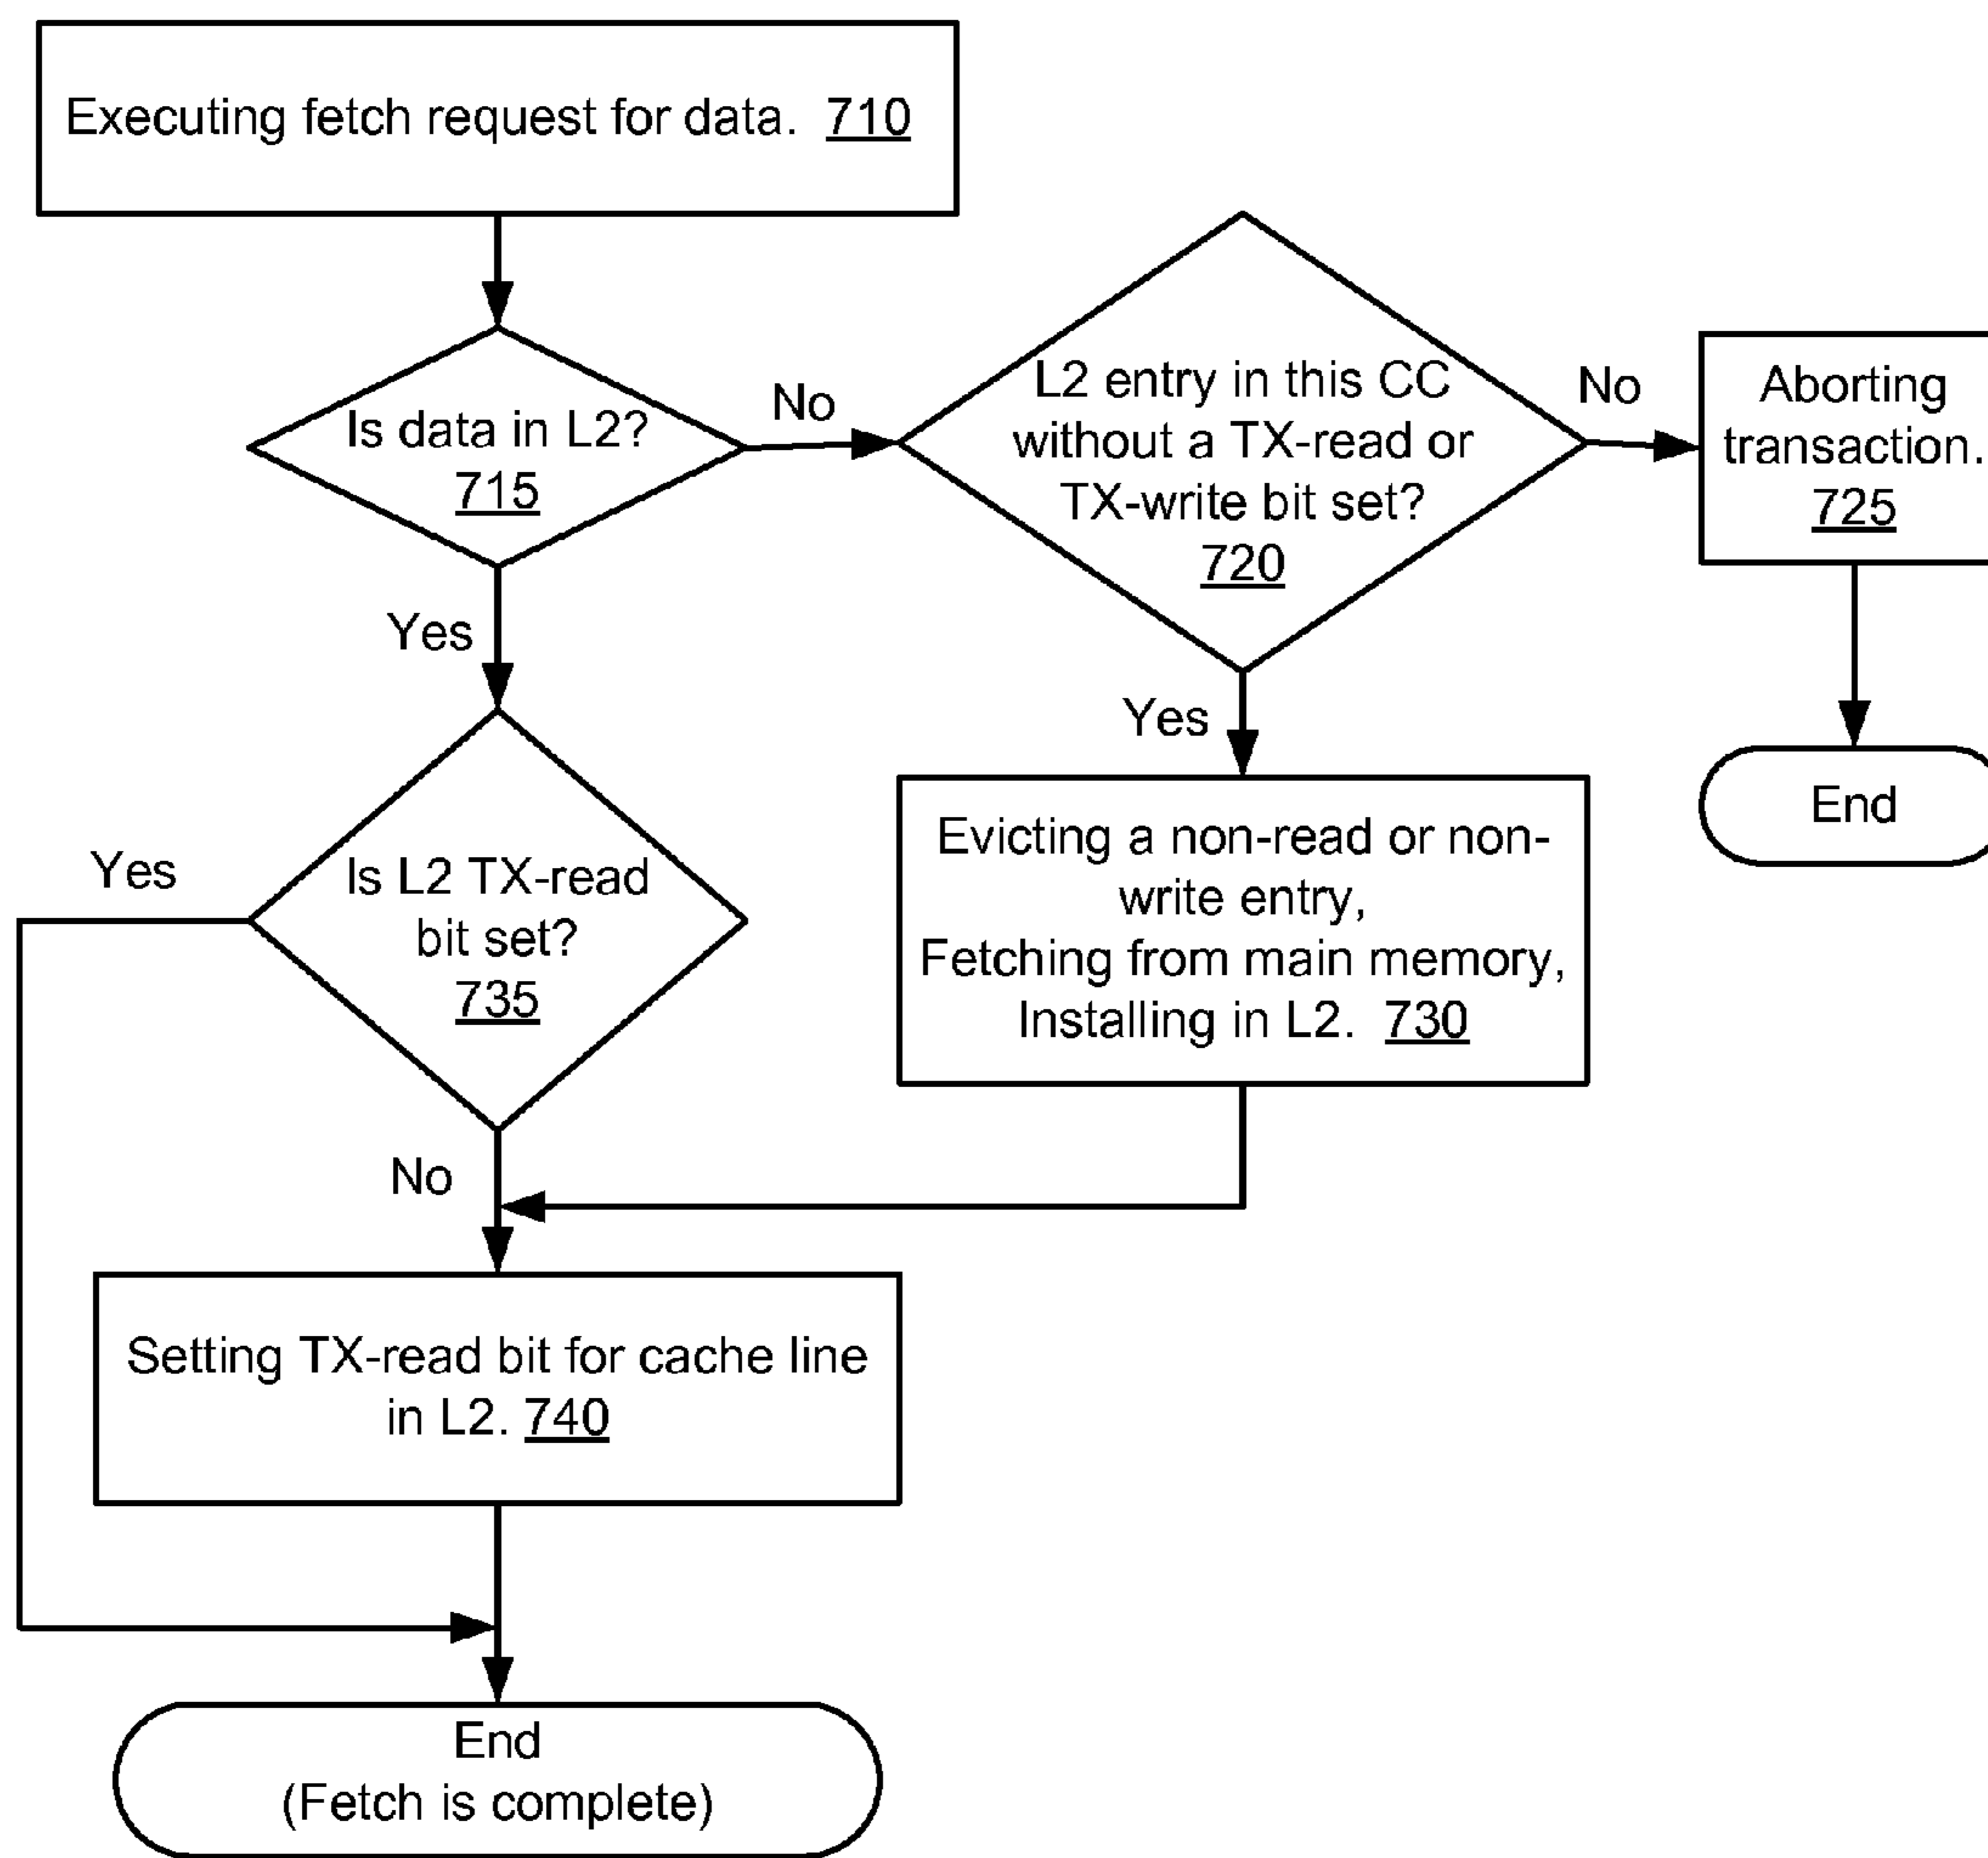 Executing fetch request for data. 710
Is data in L2?
715
No
L2 entry in this CC
without a TX-read or
TX-write bit set?
720
No
Aborting
transaction.
725
End
Yes
Yes
Evicting a non-read or non-
write entry,
Fetching from main memory,
Installing in L2. 730
Is L2 TX-read
bit set?
735
Yes
No
Setting TX-read bit for cache line
in L2. 740
End
(Fetch is complete)